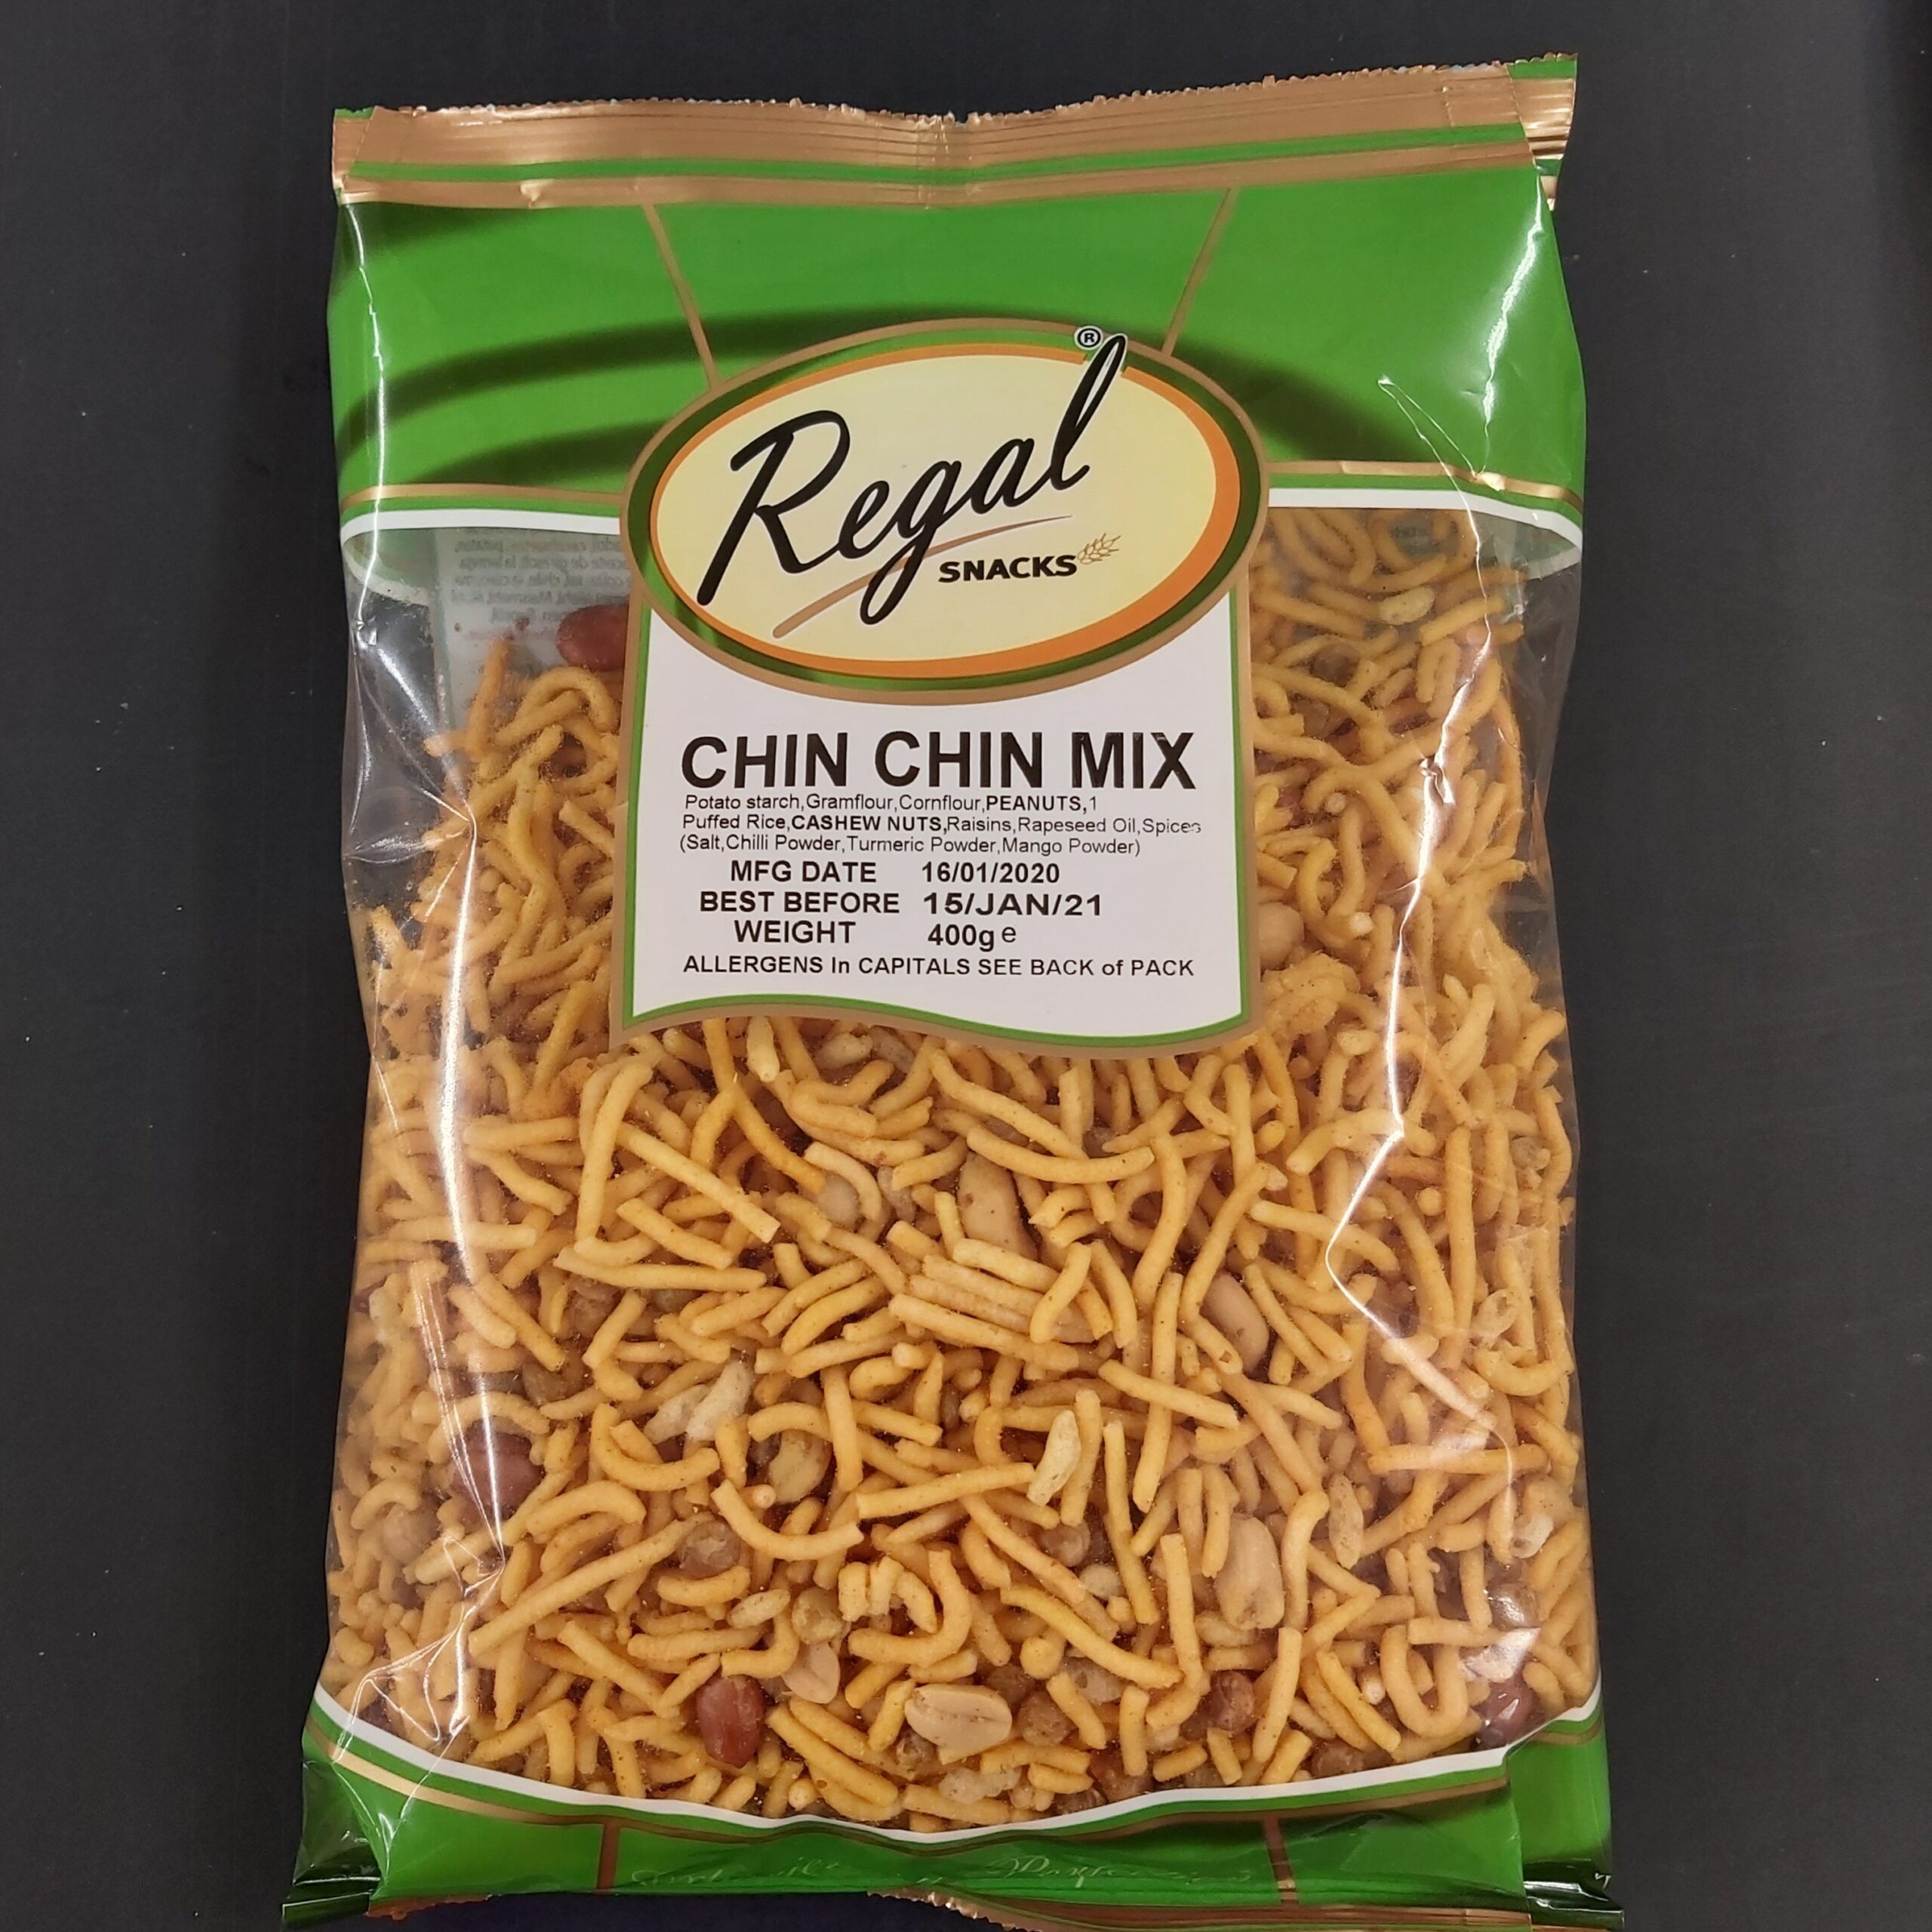 Regal®
SNACKS
CHIN CHIN MIX
Potato starch,Gramflour,Cornflour,PEANUTS,1
Puffed Rice,CASHEW NUTS,Raisins,Rapeseed Oil,Spices
(Salt,Chilli Powder,Turmeric Powder,Mango Powder)
MFG DATE 16/01/2020
BEST BEFORE 15/JAN/21
WEIGHT 400g e
ALLERGENS In CAPITALS SEE BACK of PACK